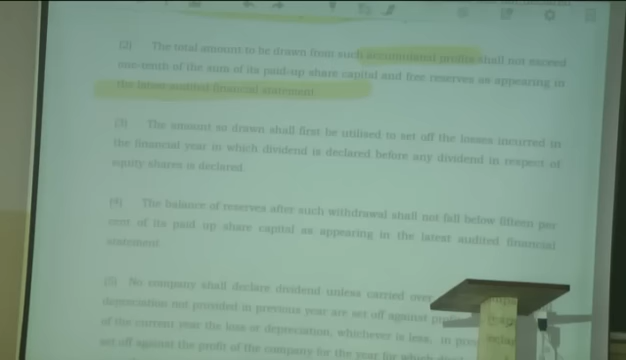 (2) The total amount to be drawn from such accumulated profits shall not exceed
one-tenth of the sum of its paid-up share capital and free reserves as appearing in
the latest audited financial statement.
(3) The amount so drawn shall first be utilised to set off the losses incurred in
the financial year in which dividend is declared before any dividend in respect of
equity shares is declared.
(4) The balance of reserves after such withdrawal shall not fall below fifteen per
cent of its paid up share capital as appearing in the latest audited financial
statement.
(5) No company shall declare dividend unless carried over
depreciation not provided in previous year are set off against
of the current year the loss or depreciation, whichever is less, in
set off against the profit of the company for the year for which